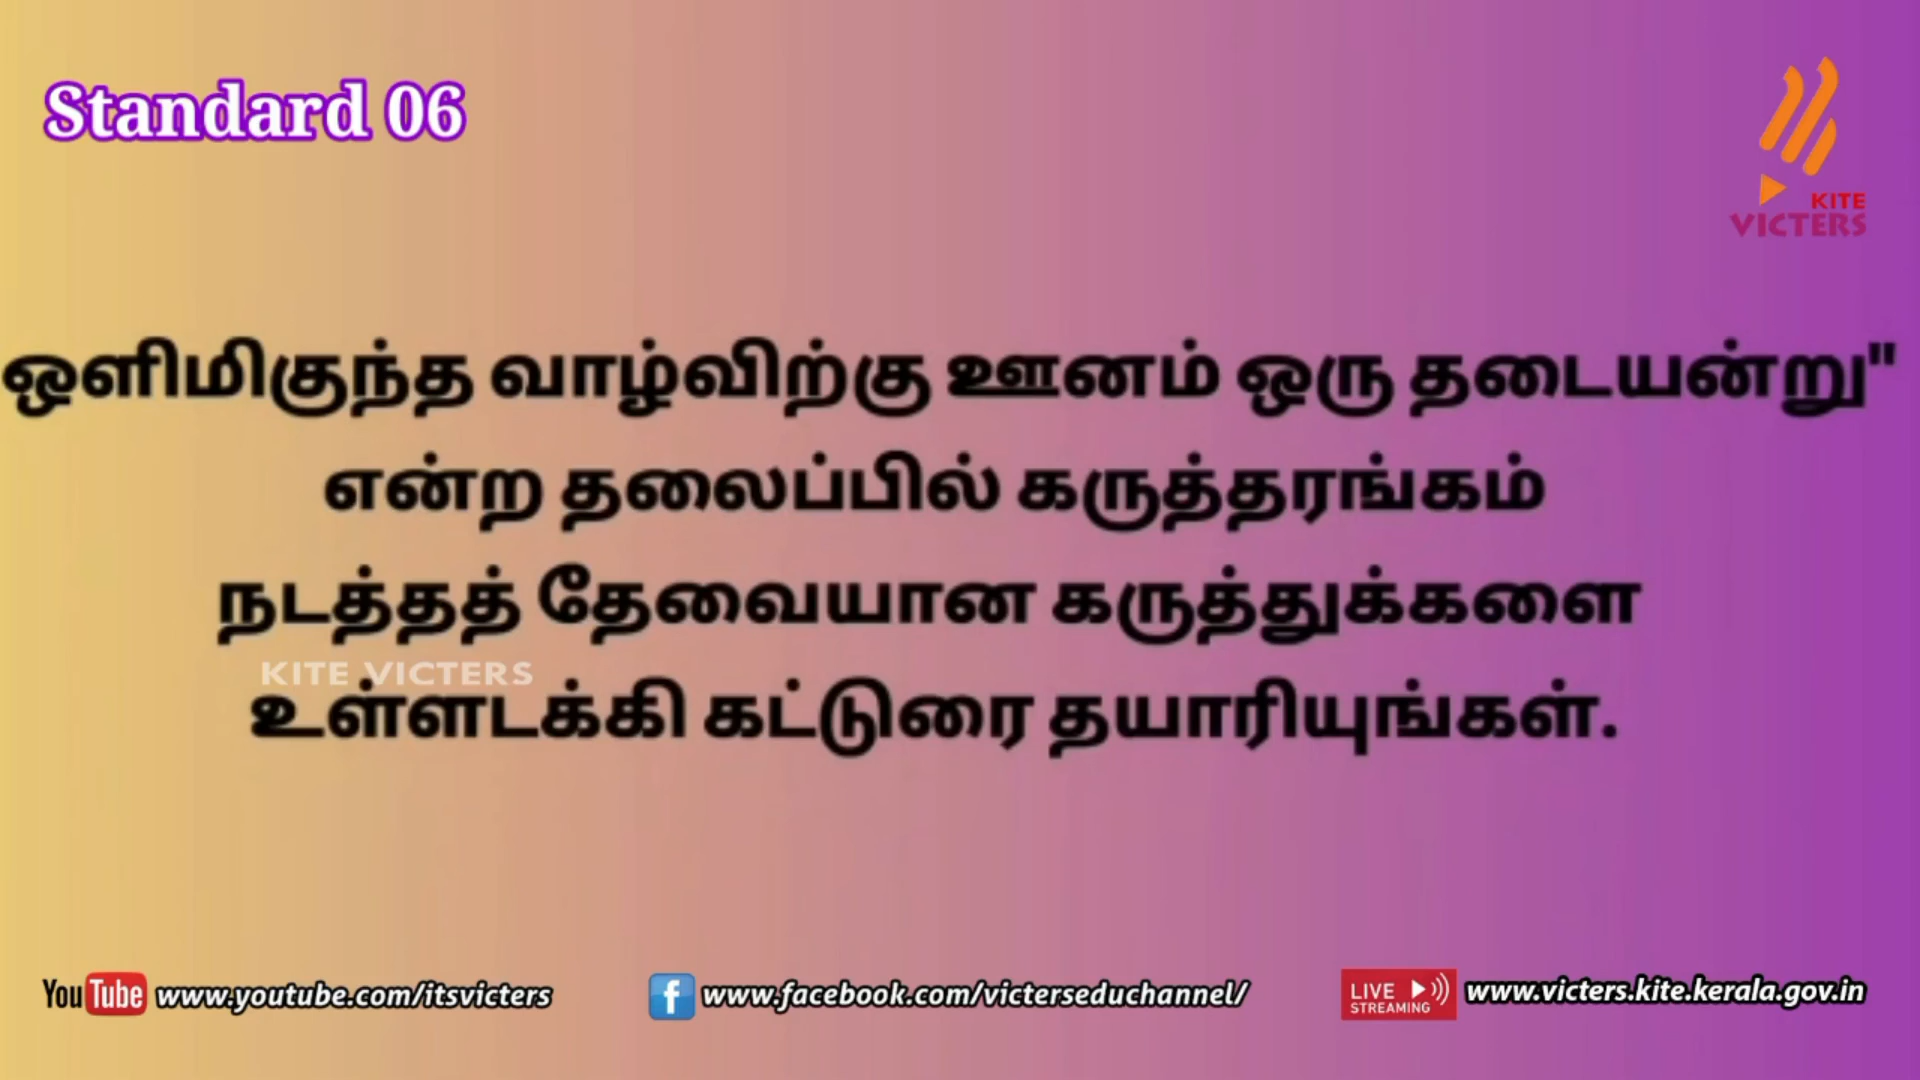 Standard 06
KITE
VICTERS
ஒளிமிகுந்த வாழ்விற்கு ஊனம் ஒரு தடையன்று"
என்ற தலைப்பில் கருத்தரங்கம்
நடத்தத் தேவையான கருத்துக்களை
KITE VICTERS
உள்ளடக்கி கட்டுரை தயாரியுங்கள்.
YouTube www.youtube.com/itsvicters
f www.facebook.com/victerseduchannel/
LIVE
STREAMING
www.victers.kite.kerala.gov.in